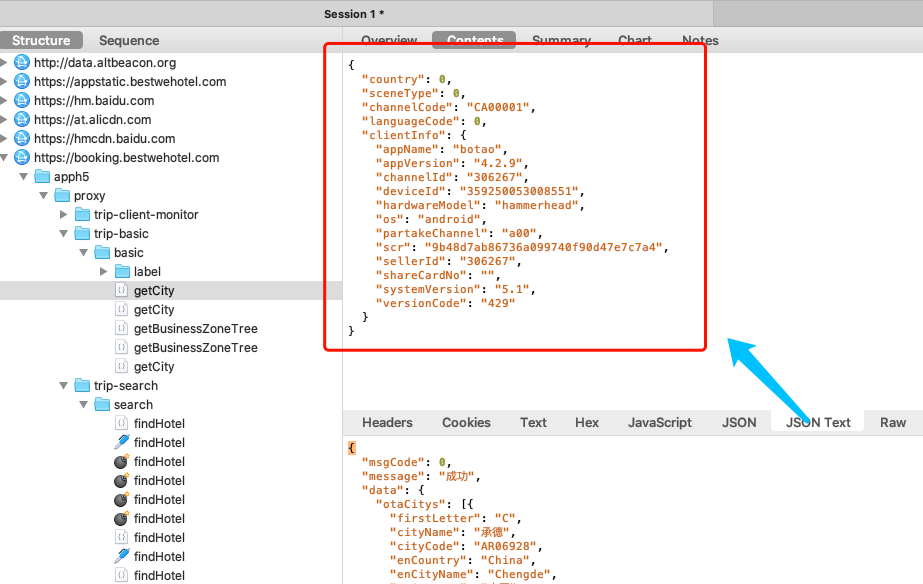 Session 1 *
Structure Sequence
Overview Contents Summary Chart Notes
http://data.altbeacon.org
https://appstatic.bestwehotel.com
https://hm.baidu.com
https://at.alicdn.com
https://hmcdn.baidu.com
https://booking.bestwehotel.com
apph5
proxy
trip-client-monitor
trip-basic
basic
label
getCity
getCity
getBusinessZoneTree
getBusinessZoneTree
getCity
trip-search
search
findHotel
findHotel
findHotel
findHotel
findHotel
findHotel
findHotel
findHotel
findHotel
{
"country": 0,
"sceneType": 0,
"channelCode": "CA00001",
"languageCode": 0,
"clientInfo": {
"appName": "botao",
"appVersion": "4.2.9",
"channelId": "306267",
"deviceId": "359250053008551",
"hardwareModel": "hammerhead",
"os": "android",
"partakeChannel": "a00",
"scr": "9b48d7ab86736a099740f90d47e7c7a4",
"sellerId": "306267",
"shareCardNo": "",
"systemVersion": "5.1",
"versionCode": "429"
}
}
Headers Cookies Text Hex JavaScript JSON JSON Text Raw
{
"msgCode": 0,
"message": "成功",
"data": {
"otaCitys": [{
"firstLetter": "C",
"cityName": "承德",
"cityCode": "AR06928",
"enCountry": "China",
"enCityName": "Chengde",